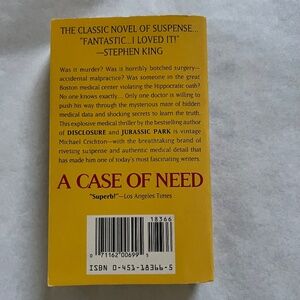 THE CLASSIC NOVEL OF SUSPENSE...
"FANTASTIC...I LOVED IT!"
—STEPHEN KING
Was it murder? Was it horribly botched surgery—
accidental malpractice? Was someone in the great
Boston medical center violating the Hippocratic oath?
No one knows exactly... Only one doctor is willing to
push his way through the mysterious maze of hidden
medical data and shocking secrets to learn the truth.
This explosive medical thriller by the bestselling author
of DISCLOSURE and JURASSIC PARK is vintage
Michael Crichton—with the breathtaking brand of
riveting suspense and authentic medical detail that
has made him one of today's most fascinating writers.
A CASE OF NEED
"Superb!"—Los Angeles Times
18366
0 71162 00699 5
ISBN 0-451-18366-5